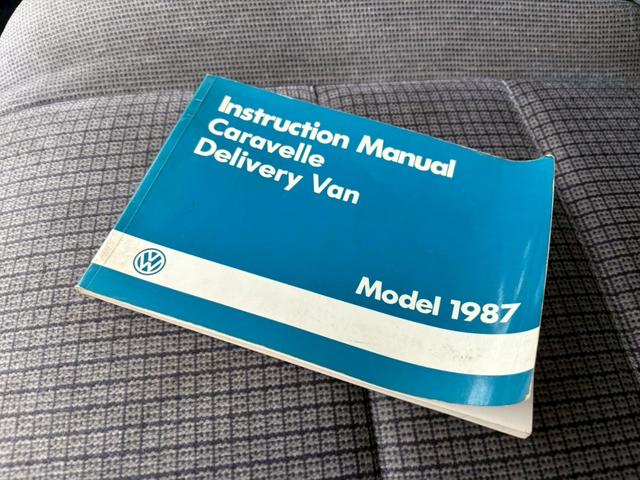 Instruction Manual
Caravelle
Delivery Van
Model 1987